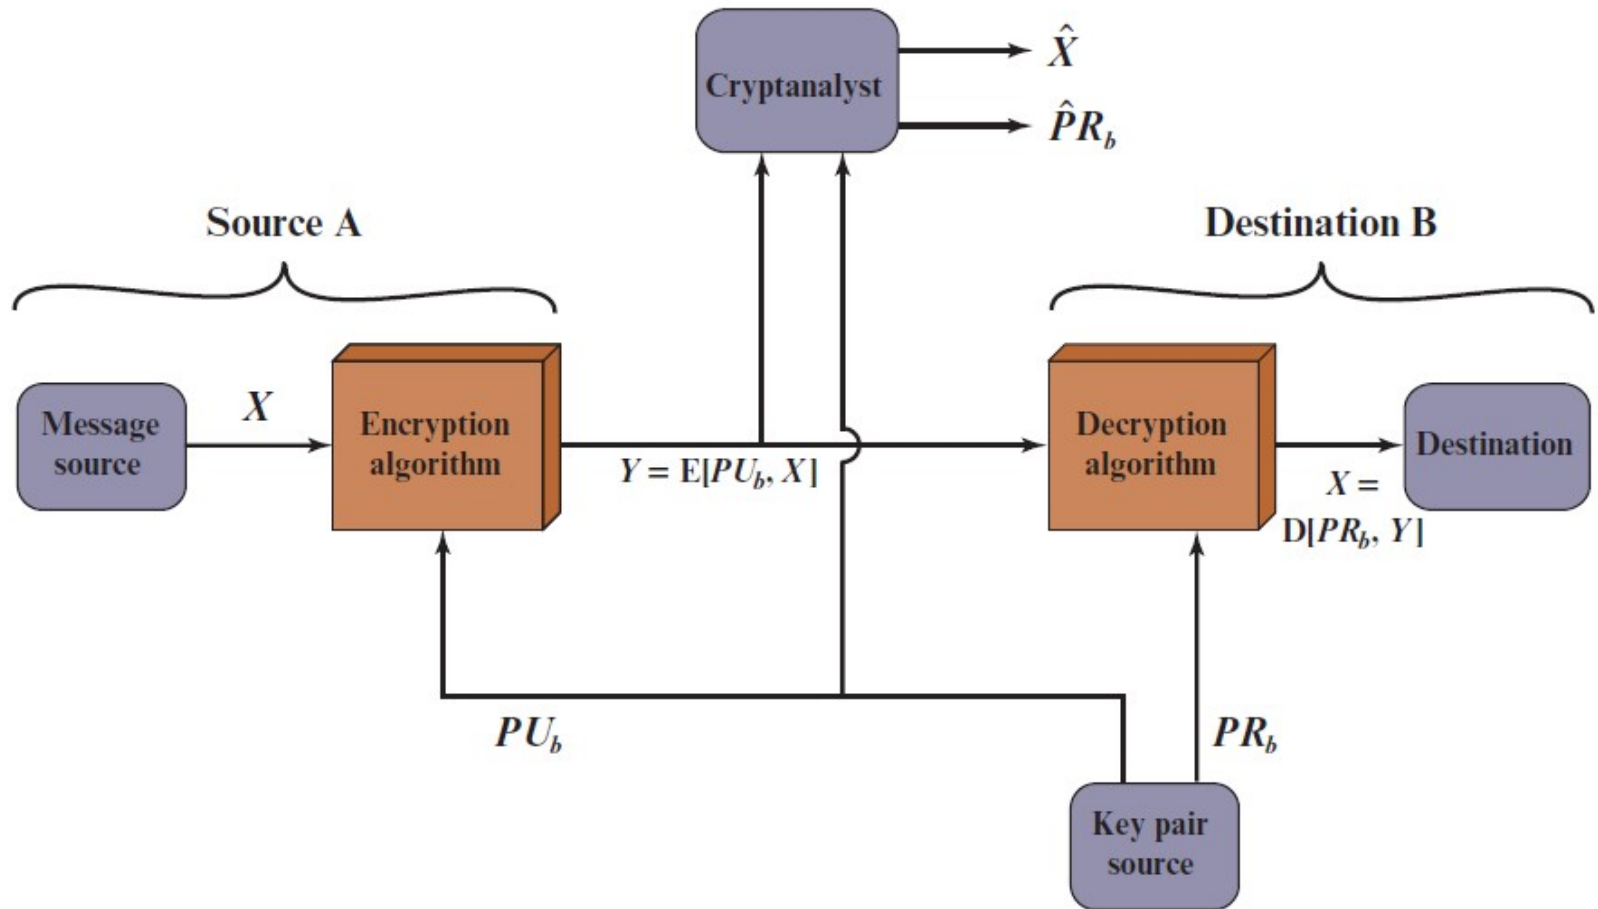 X̂
Cryptanalyst
P̂R_b
Source A
Destination B
Message
source
X
Encryption
algorithm
Y = E[PU_b, X]
Decryption
algorithm
Destination
X =
D[PR_b, Y]
PU_b
PR_b
Key pair
source